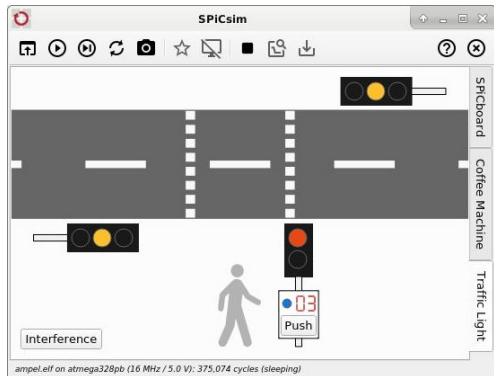 SPiCsim
SPiCboard
Coffee Machine
Traffic Light
03
Push
Interference
ampel.elf on atmega328pb (16 MHz / 5.0 V): 375,074 cycles (sleeping)